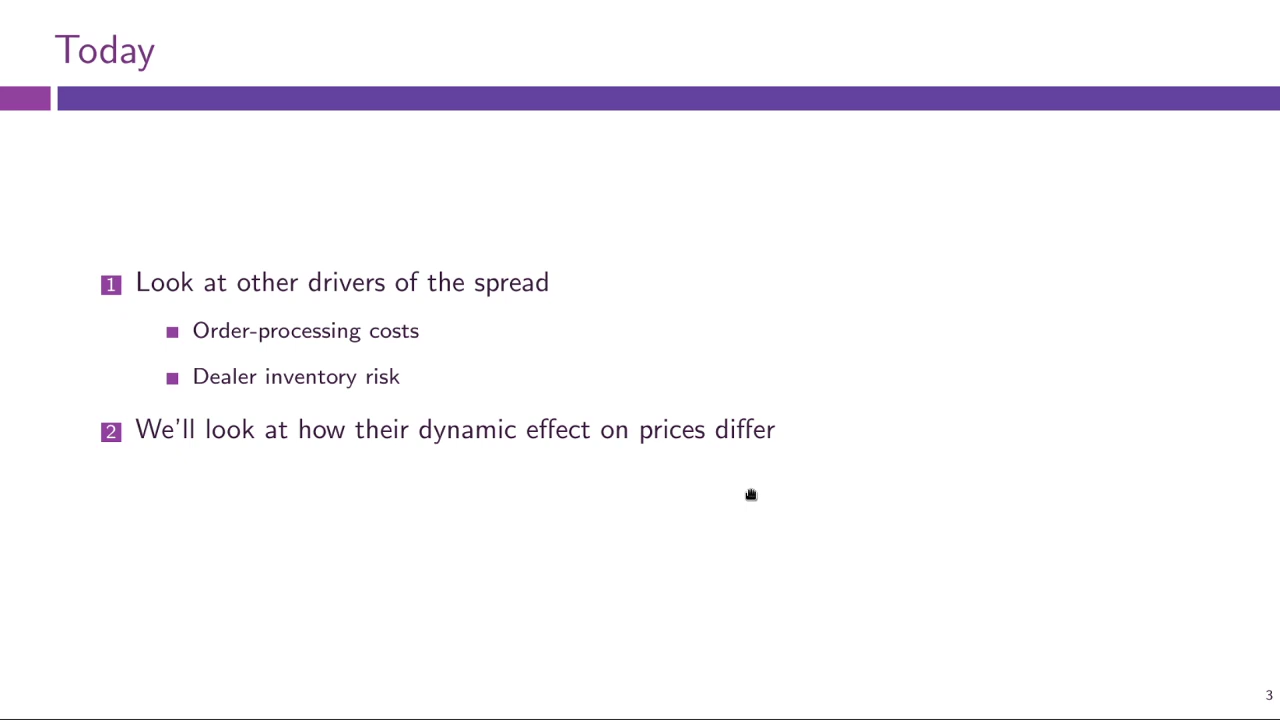 Today
1 Look at other drivers of the spread
Order-processing costs
Dealer inventory risk
2 We'll look at how their dynamic effect on prices differ
3